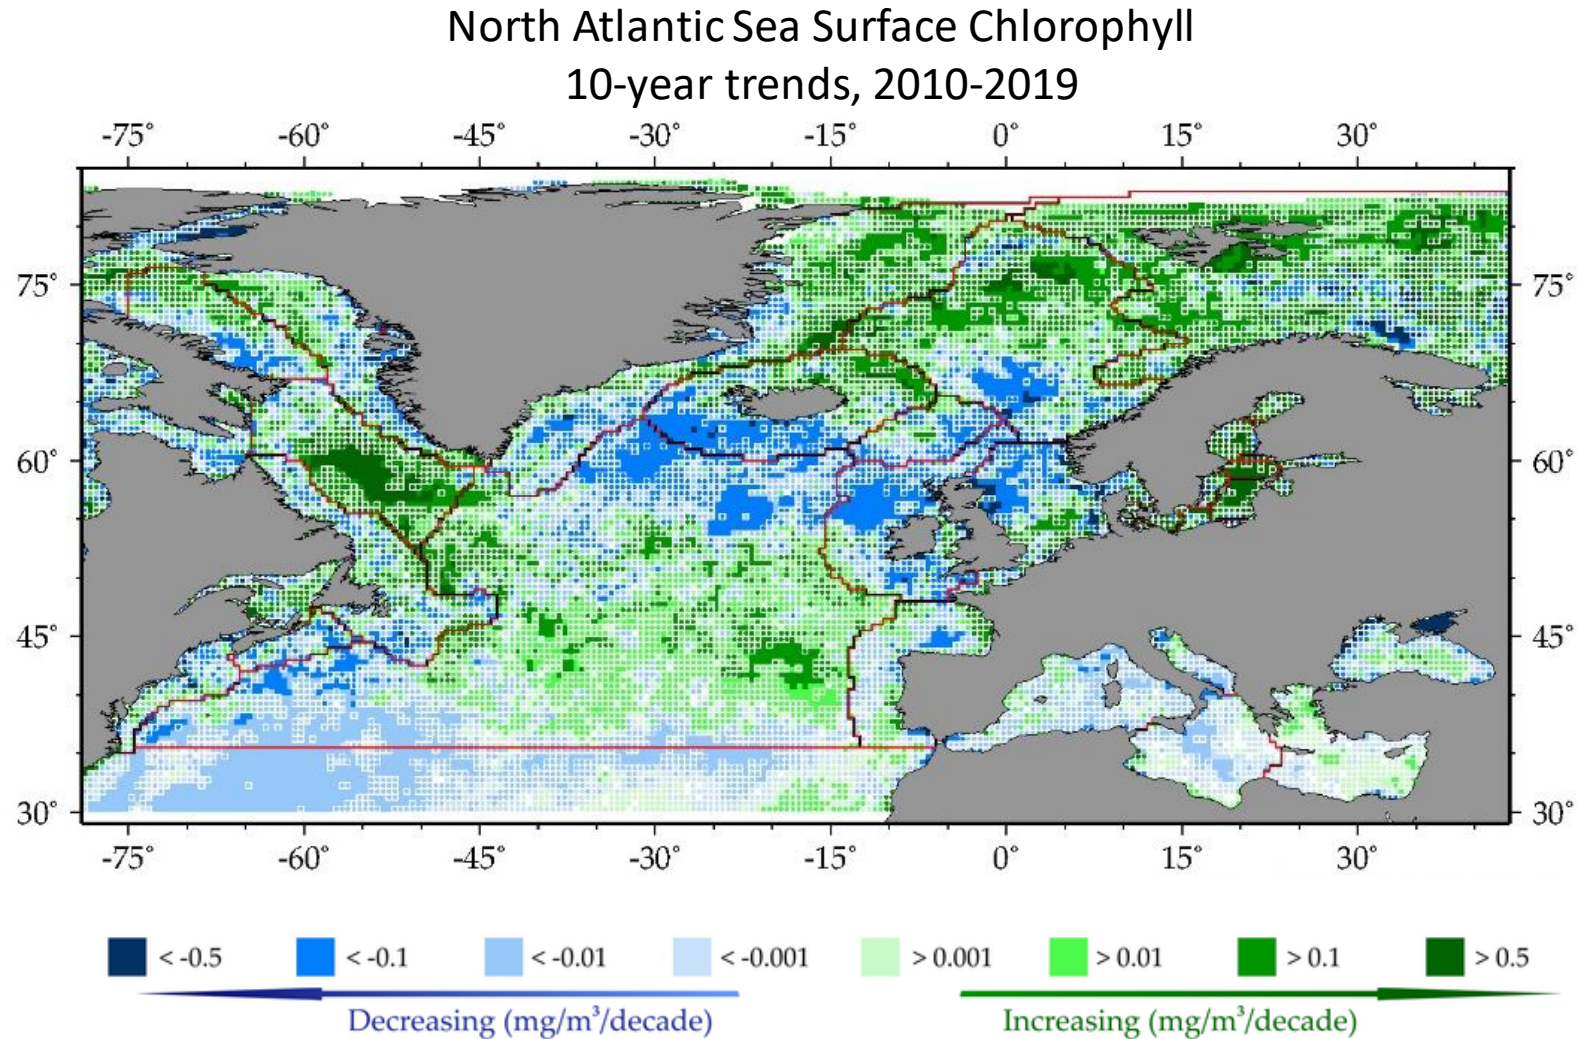 North Atlantic Sea Surface Chlorophyll
10-year trends, 2010-2019
-75° -60° -45° -30° -15° 0° 15° 30°
75° 75°
60° 60°
45° 45°
30° 30°
-75° -60° -45° -30° -15° 0° 15° 30°
< -0.5 < -0.1 < -0.01 < -0.001 > 0.001 > 0.01 > 0.1 > 0.5
Decreasing (mg/m³/decade) Increasing (mg/m³/decade)